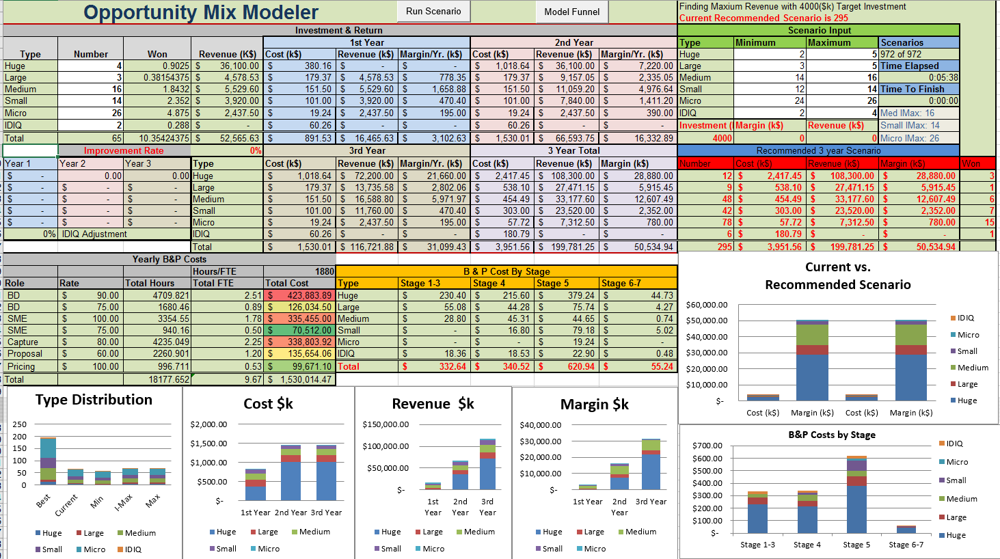 Opportunity Mix Modeler
Run Scenario
Model Funnel
Finding Maxium Revenue with 4000($k) Target Investment
Current Recommended Scenario is 295
Investment & Return
Scenario Input
1st Year 2nd Year
Type Minimum Maximum Scenarios
Type Number Won Revenue (K$) Cost (k$) Revenue (k$) Margin/Yr. (k$) Cost (k$) Revenue (k$) Margin/Yr. (k$)
Huge 2 5 972 of 972
Huge 4 0.9025 $ 36,100.00 $ 380.16 $ - $ - $ 1,018.64 $ 36,100.00 $ 7,220.00
Large 3 5 Time Elapsed
Large 3 0.38154375 $ 4,578.53 $ 179.37 $ 4,578.53 $ 778.35 $ 179.37 $ 9,157.05 $ 2,335.05
Medium 14 16 0:05:38
Medium 16 1.8432 $ 5,529.60 $ 151.50 $ 5,529.60 $ 1,658.88 $ 151.50 $ 11,059.20 $ 4,976.64
Small 12 14 Time To Finish
Small 14 2.352 $ 3,920.00 $ 101.00 $ 3,920.00 $ 470.40 $ 101.00 $ 7,840.00 $ 1,411.20
Micro 24 26 0:00:00
Micro 26 4.875 $ 2,437.50 $ 19.24 $ 2,437.50 $ 195.00 $ 19.24 $ 2,437.50 $ 390.00
IDIQ 2 4 Med IMax: 16
IDIQ 2 0.288 $ - $ 60.26 $ - $ - $ 60.26 $ - $ -
Investment ( Margin (k$) Revenue (k$) Small IMax: 14
Total 65 10.35424375 $ 52,565.63 $ 891.53 $ 16,465.63 $ 3,102.63 $ 1,530.01 $ 66,593.75 $ 16,332.89
4000 0 0 Micro IMax: 26
Improvement Rate 0% 3rd Year 3 Year Total Recommended 3 year Scenario
Year 1 Year 2 Year 3 Type Cost (k$) Revenue (k$) Margin/Yr. (k$) Cost (k$) Revenue (k$) Margin (k$) Number Cost (k$) Revenue (k$) Margin (k$) Won
$ - 0.00 0.00 Huge $ 1,018.64 $ 72,200.00 $ 21,660.00 $ 2,417.45 $ 108,300.00 $ 28,880.00 12 $ 2,417.45 $ 108,300.00 $ 28,880.00 3
$ - $ - $ - Large $ 179.37 $ 13,735.58 $ 2,802.06 $ 538.10 $ 27,471.15 $ 5,915.45 9 $ 538.10 $ 27,471.15 $ 5,915.45 1
$ - $ - $ - Medium $ 151.50 $ 16,588.80 $ 5,971.97 $ 454.49 $ 33,177.60 $ 12,607.49 48 $ 454.49 $ 33,177.60 $ 12,607.49 6
$ - $ - $ - Small $ 101.00 $ 11,760.00 $ 470.40 $ 303.00 $ 23,520.00 $ 2,352.00 42 $ 303.00 $ 23,520.00 $ 2,352.00 7
$ - $ - $ - Micro $ 19.24 $ 2,437.50 $ 195.00 $ 57.72 $ 7,312.50 $ 780.00 78 $ 57.72 $ 7,312.50 $ 780.00 15
0% IDIQ Adjustment IDIQ $ 60.26 $ - $ - $ 180.79 $ - $ - 6 $ 180.79 $ - $ - 1
Total $ 1,530.01 $ 116,721.88 $ 31,099.43 $ 3,951.56 $ 199,781.25 $ 50,534.94 295 $ 3,951.56 $ 199,781.25 $ 50,534.94
Yearly B&P Costs
Hours/FTE 1880 B & P Cost By Stage
Role Rate Total Hours Total FTE Total Cost Type Stage 1-3 Stage 4 Stage 5 Stage 6-7
BD $ 90.00 4709.821 2.51 $ 423,883.89 Huge $ 230.40 $ 215.60 $ 379.24 $ 44.73
BD $ 75.00 1680.46 0.89 $ 126,034.50 Large $ 55.08 $ 44.28 $ 75.74 $ 4.27
SME $ 100.00 3354.55 1.78 $ 335,455.00 Medium $ 28.80 $ 45.31 $ 44.65 $ 0.74
SME $ 75.00 940.16 0.50 $ 70,512.00 Small $ - $ 16.80 $ 79.18 $ 5.02
Capture $ 80.00 4235.049 2.25 $ 338,803.92 Micro $ - $ - $ 19.24 $ -
Proposal $ 60.00 2260.901 1.20 $ 135,654.06 IDIQ $ 18.36 $ 18.53 $ 22.90 $ 0.48
Pricing $ 100.00 996.711 0.53 $ 99,671.10 Total $ 332.64 $ 340.52 $ 620.94 $ 55.24
Total 18177.652 9.67 $ 1,530,014.47
Current vs.
Recommended Scenario
$60,000.00
$50,000.00
$40,000.00
$30,000.00
$20,000.00
$10,000.00
$-
Cost (k$) Margin (k$) Cost (k$) Margin (k$)
IDIQ
Micro
Small
Medium
Large
Huge
Type Distribution
250
200
150
100
50
0
Best Current Min I-Max Max
Huge Large Medium
Small Micro IDIQ
Cost $k
$2,000.00
$1,500.00
$1,000.00
$500.00
$-
1st Year 2nd Year 3rd Year
Huge Large Medium
Small Micro
Revenue $k
$150,000.00
$100,000.00
$50,000.00
$-
1st Year 2nd Year 3rd Year
Huge Large Medium
Small Micro
Margin $k
$40,000.00
$30,000.00
$20,000.00
$10,000.00
$-
1st Year 2nd Year 3rd Year
Huge Large Medium
Small Micro
B&P Costs by Stage
$700.00
$600.00
$500.00
$400.00
$300.00
$200.00
$100.00
$-
Stage 1-3 Stage 4 Stage 5 Stage 6-7
IDIQ
Micro
Small
Medium
Large
Huge